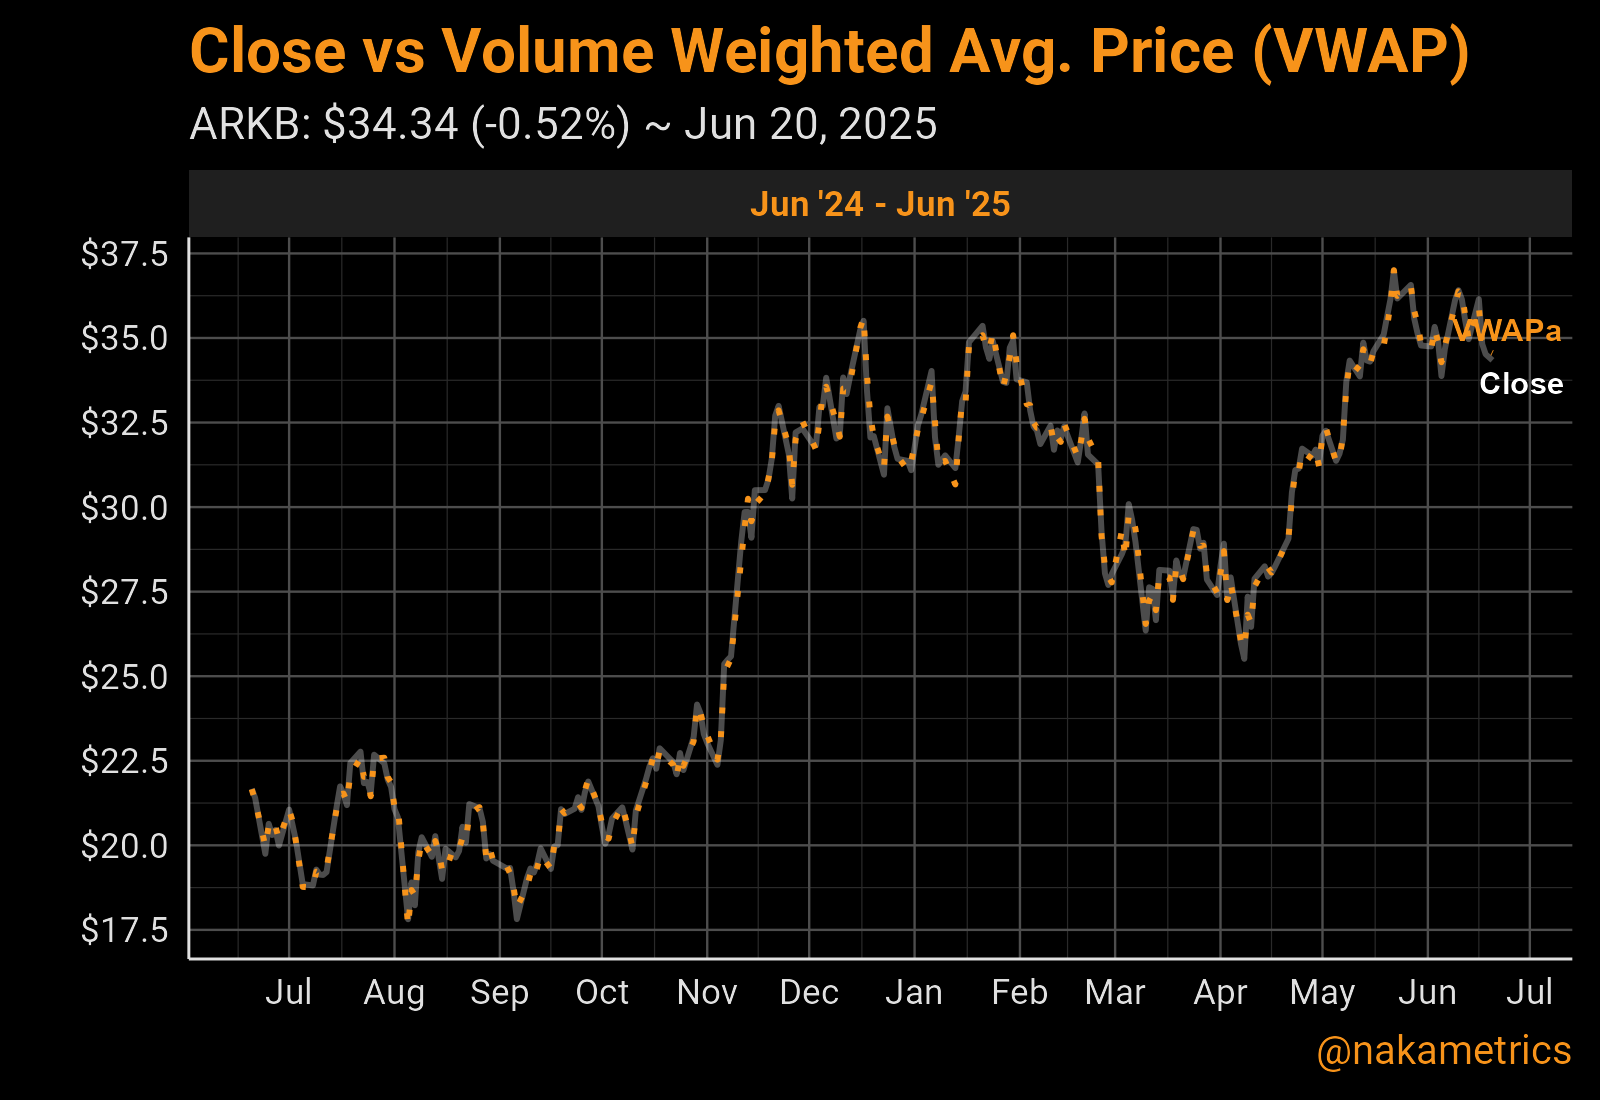 Close vs Volume Weighted Avg. Price (VWAP)
ARKB: $34.34 (-0.52%) ~ Jun 20, 2025
Jun '24 - Jun '25
$37.5
$35.0
$32.5
$30.0
$27.5
$25.0
$22.5
$20.0
$17.5
VWAPa
Close
Jul Aug Sep Oct Nov Dec Jan Feb Mar Apr May Jun Jul
@nakametrics